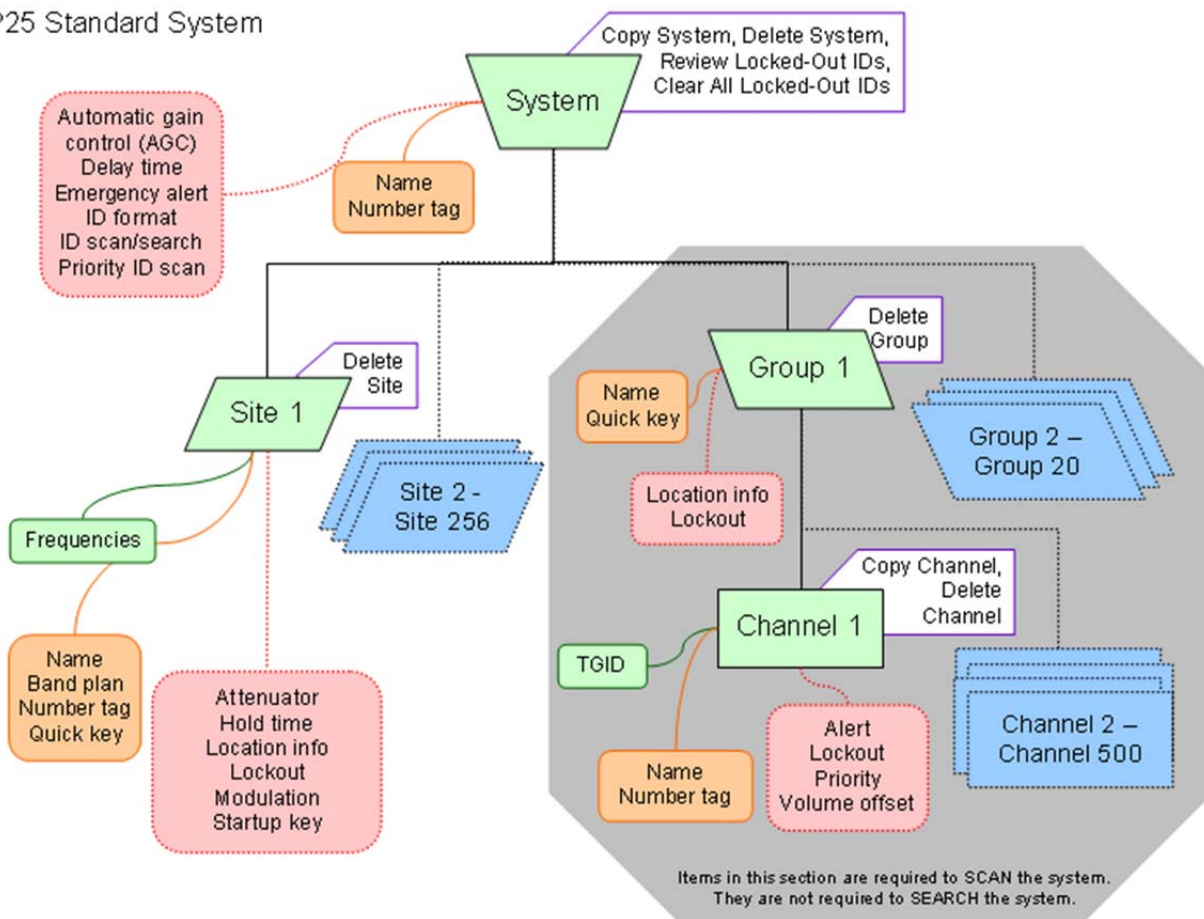 P25 Standard System
Copy System, Delete System,
Review Locked-Out IDs,
Clear All Locked-Out IDs
System
Automatic gain
control (AGC)
Delay time
Emergency alert
ID format
ID scan/search
Priority ID scan
Name
Number tag
Delete
Site
Site 1
Site 2 -
Site 256
Frequencies
Name
Band plan
Number tag
Quick key
Attenuator
Hold time
Location info
Lockout
Modulation
Startup key
Delete
Group
Group 1
Name
Quick key
Location info
Lockout
Group 2 –
Group 20
Copy Channel,
Delete
Channel
Channel 1
TGID
Name
Number tag
Alert
Lockout
Priority
Volume offset
Channel 2 –
Channel 500
Items in this section are required to SCAN the system.
They are not required to SEARCH the system.